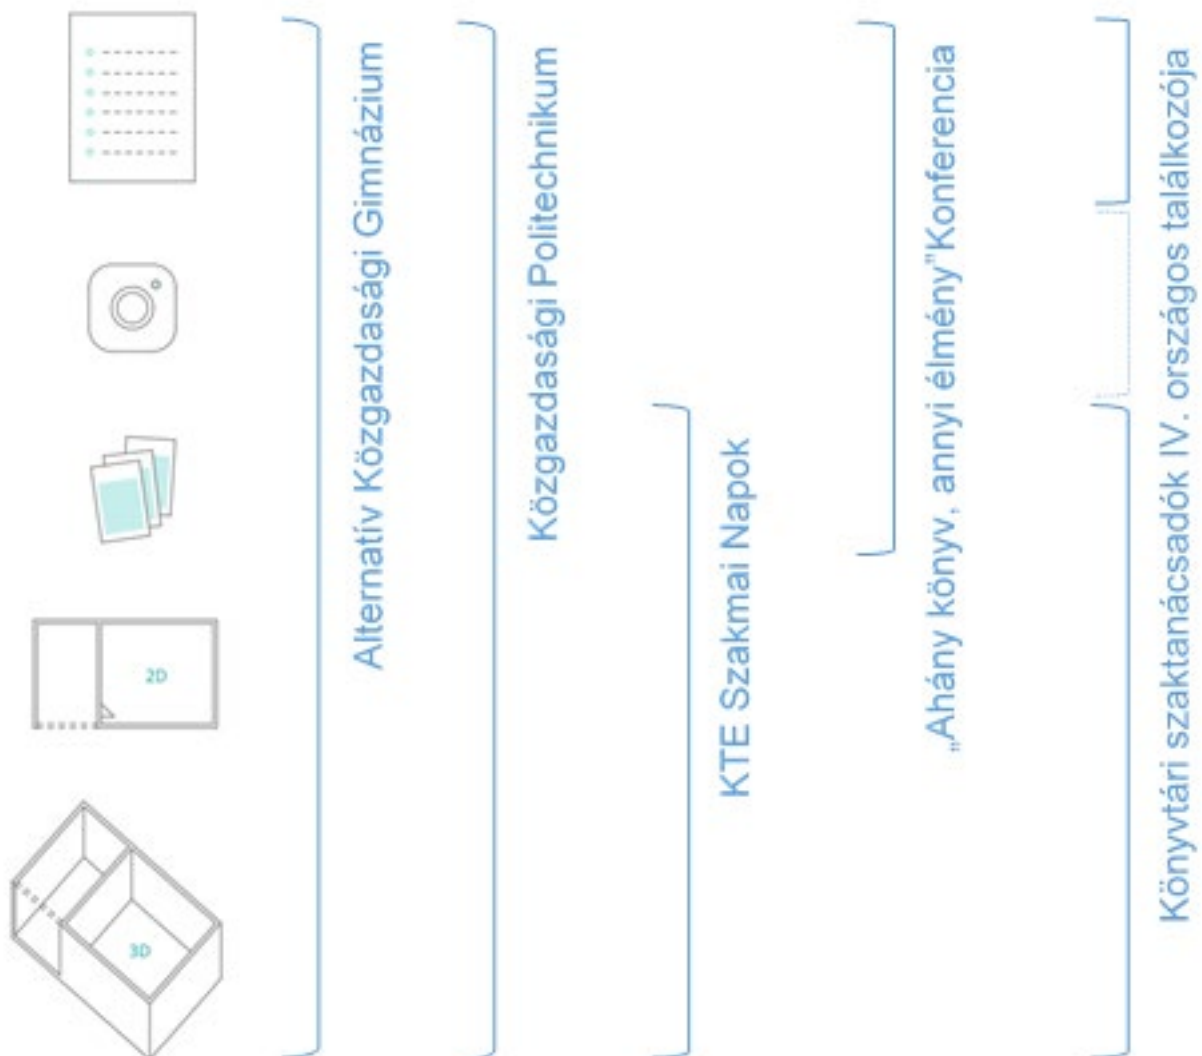 Alternatív Közgazdasági Gimnázium
Közgazdasági Politechnikum
KTE Szakmai Napok
„Ahány könyv, annyi élmény”Konferencia
Könyvtári szaktanácsadók IV. országos találkozója
2D
3D